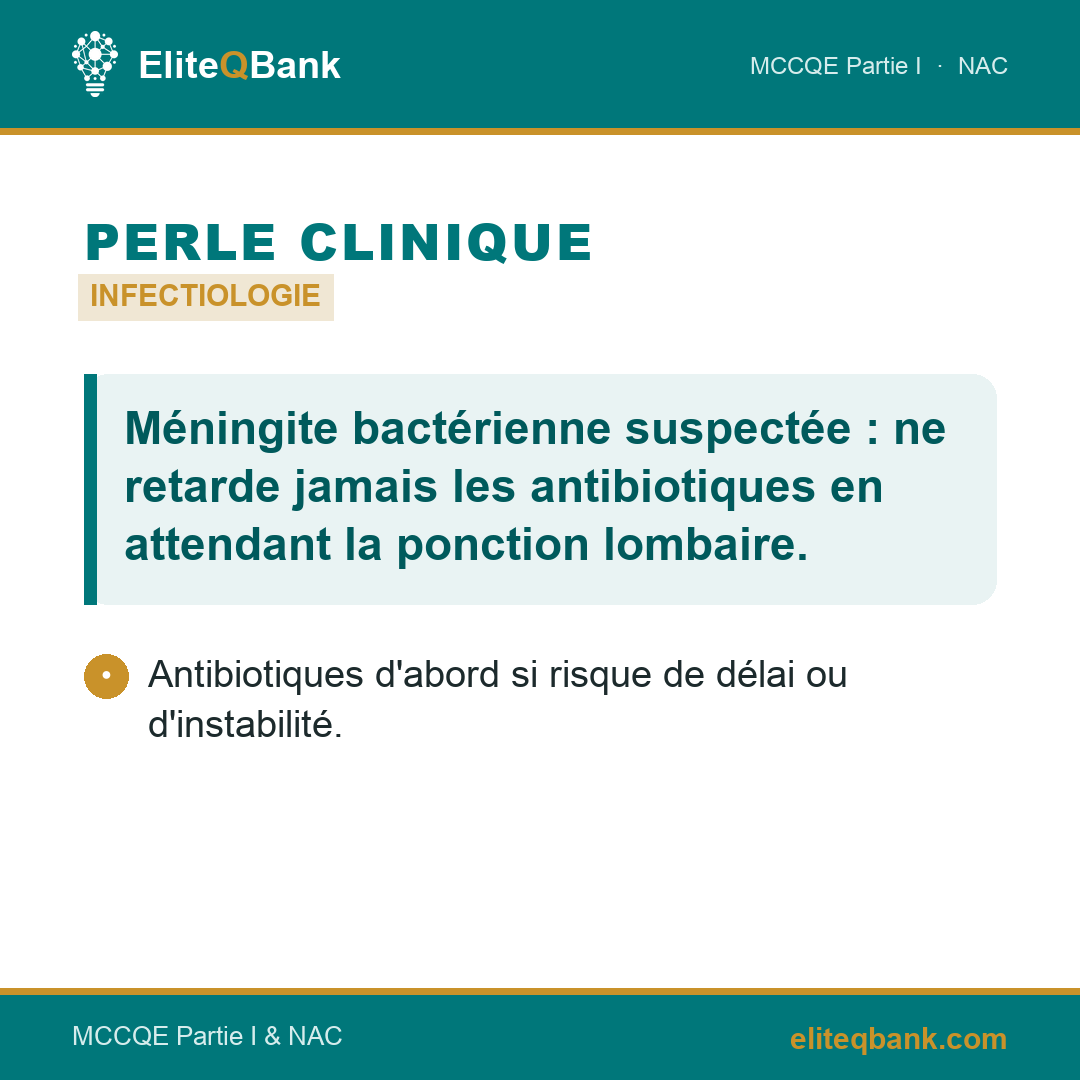 EliteQBank
MCCQE Partie I · NAC
PERLE CLINIQUE
INFECTIOLOGIE
Méningite bactérienne suspectée : ne
retarde jamais les antibiotiques en
attendant la ponction lombaire.
Antibiotiques d'abord si risque de délai ou
d'instabilité.
MCCQE Partie I & NAC
eliteqbank.com